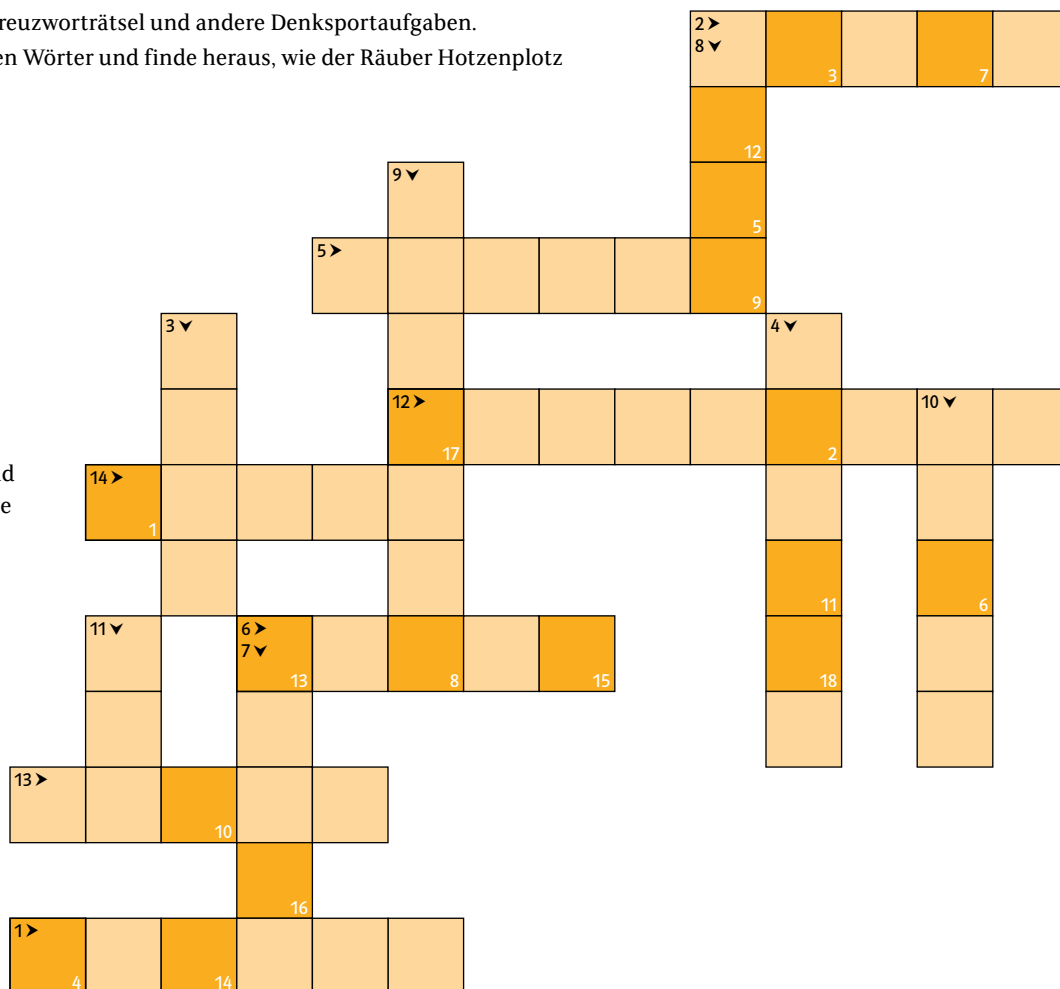 reuzworträtsel und andere Denksportaufgaben.
en Wörter und finde heraus, wie der Räuber Hotzenplotz
2➤ 3 7
8⮟
12
9⮟ 5
5➤ 9
3⮟ 4⮟
12➤ 17 2 10⮟
d
e
14➤ 1
11 6
11⮟ 6➤ 7⮟ 13 8 15 18
13➤ 10
16
1➤ 4 14